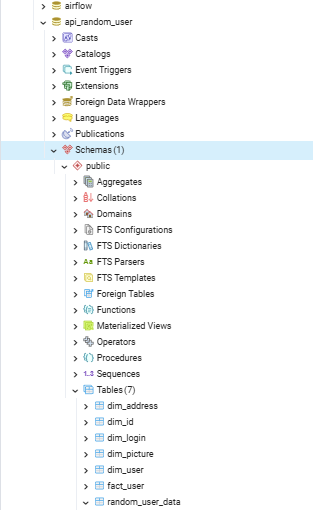 airflow
api_random_user
Casts
Catalogs
Event Triggers
Extensions
Foreign Data Wrappers
Languages
Publications
Schemas (1)
public
Aggregates
Collations
Domains
FTS Configurations
FTS Dictionaries
Aa FTS Parsers
FTS Templates
Foreign Tables
Functions
Materialized Views
Operators
Procedures
1..3 Sequences
Tables (7)
dim_address
dim_id
dim_login
dim_picture
dim_user
fact_user
random_user_data